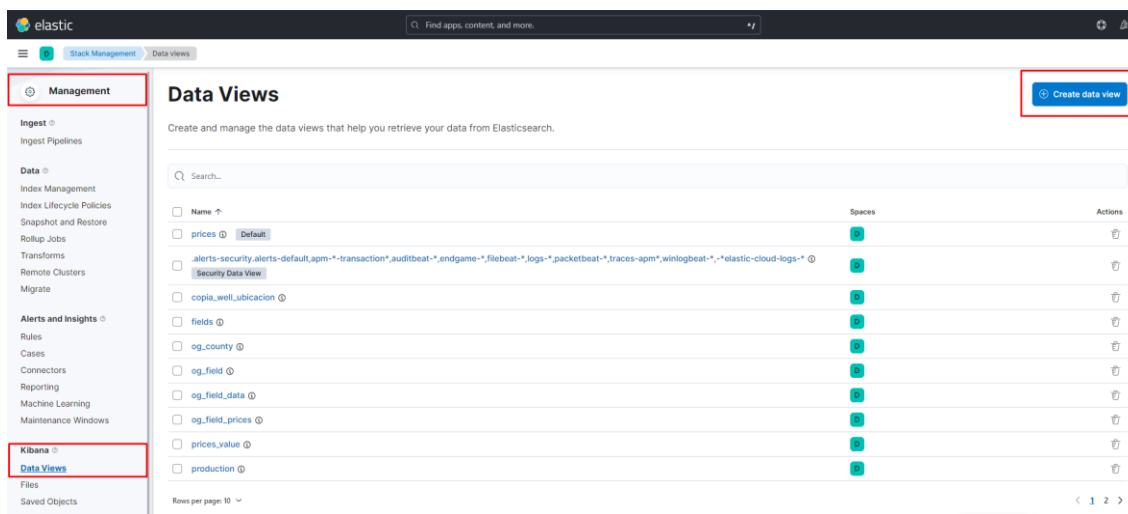 elastic
Find apps, content, and more.
D
Stack Management
Data views
Management
Ingest
Ingest Pipelines
Data
Index Management
Index Lifecycle Policies
Snapshot and Restore
Rollup Jobs
Transforms
Remote Clusters
Migrate
Alerts and Insights
Rules
Cases
Connectors
Reporting
Machine Learning
Maintenance Windows
Kibana
Data Views
Files
Saved Objects
Data Views
Create data view
Create and manage the data views that help you retrieve your data from Elasticsearch.
Search...
Name Spaces Actions
prices Default D
.alerts-security.alerts-default,apm-*-transaction*,auditbeat-*,endgame-*,filebeat-*,logs-*,packetbeat-*,traces-apm*,winlogbeat-*,-*elastic-cloud-logs-* D
Security Data View
copia_well_ubicacion D
fields D
og_county D
og_field D
og_field_data D
og_field_prices D
prices_value D
production D
Rows per page: 10 < 1 2 >